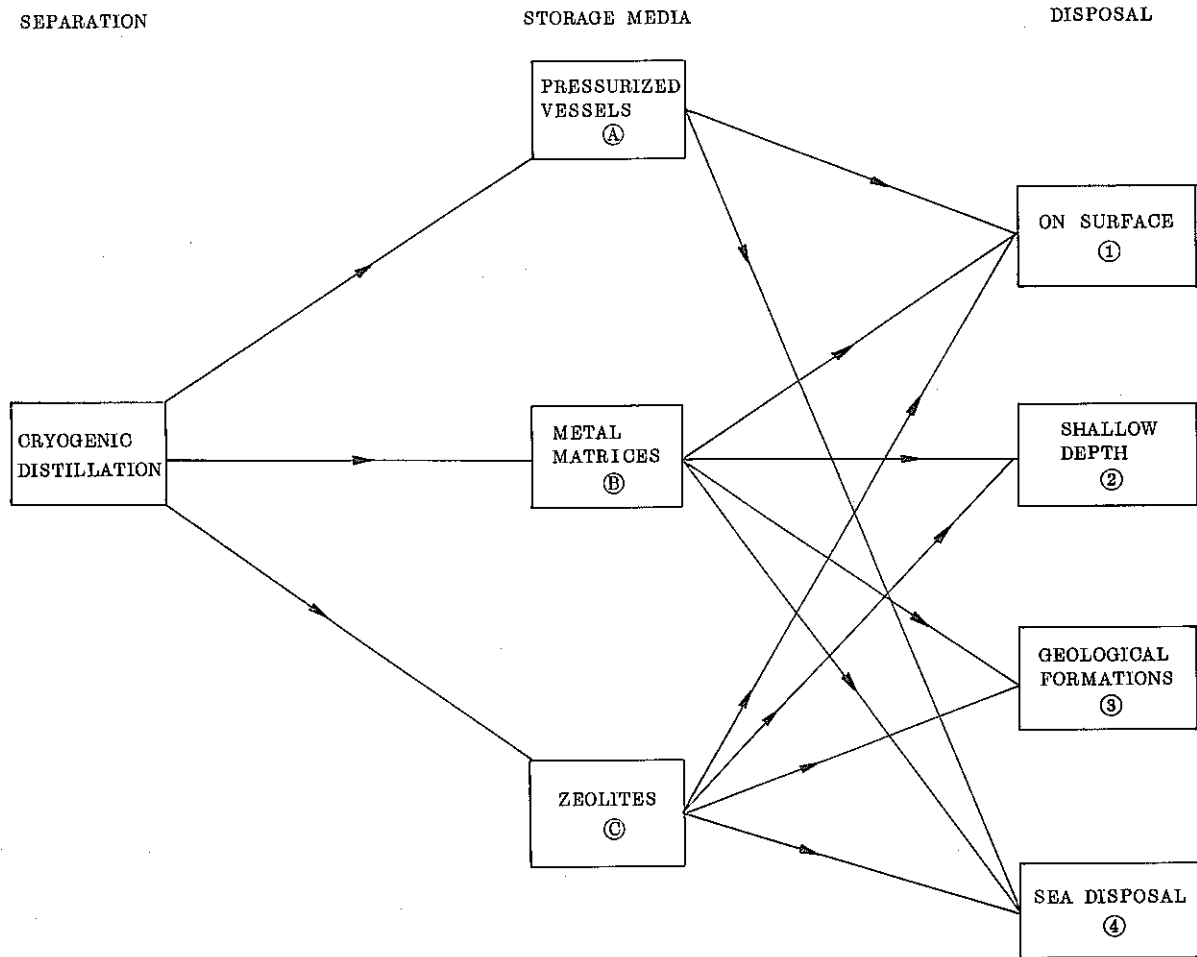 SEPARATION
STORAGE MEDIA
DISPOSAL
PRESSURIZED
VESSELS
Ⓐ
ON SURFACE
①
CRYOGENIC
DISTILLATION
METAL
MATRICES
Ⓑ
SHALLOW
DEPTH
②
GEOLOGICAL
FORMATIONS
③
ZEOLITES
Ⓒ
SEA DISPOSAL
④